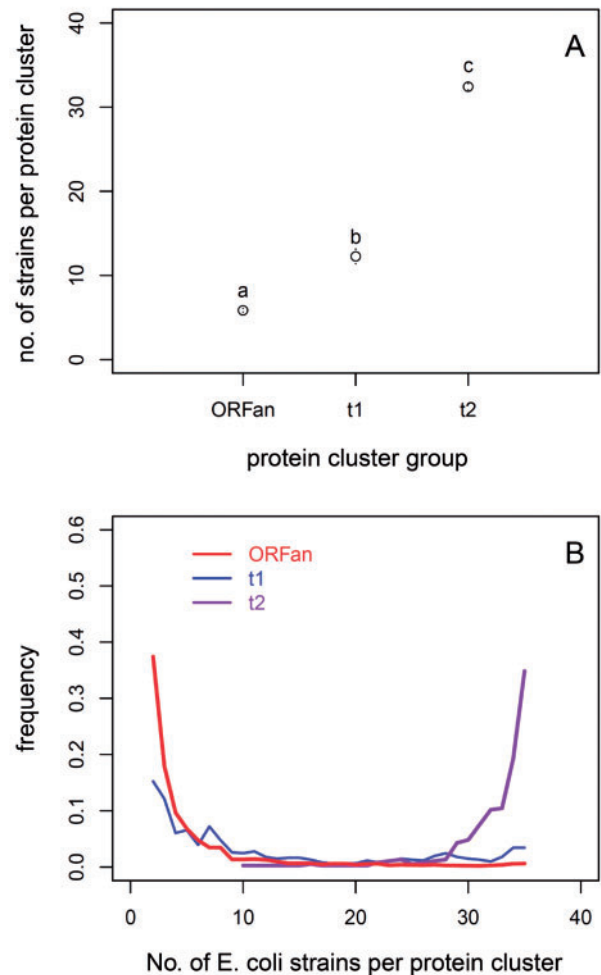 A
no. of strains per protein cluster
40
30
20
10
0
a
b
c
ORFan
t1
t2
protein cluster group
B
frequency
0.6
0.5
0.4
0.3
0.2
0.1
0.0
ORFan
t1
t2
0
10
20
30
40
No. of E. coli strains per protein cluster